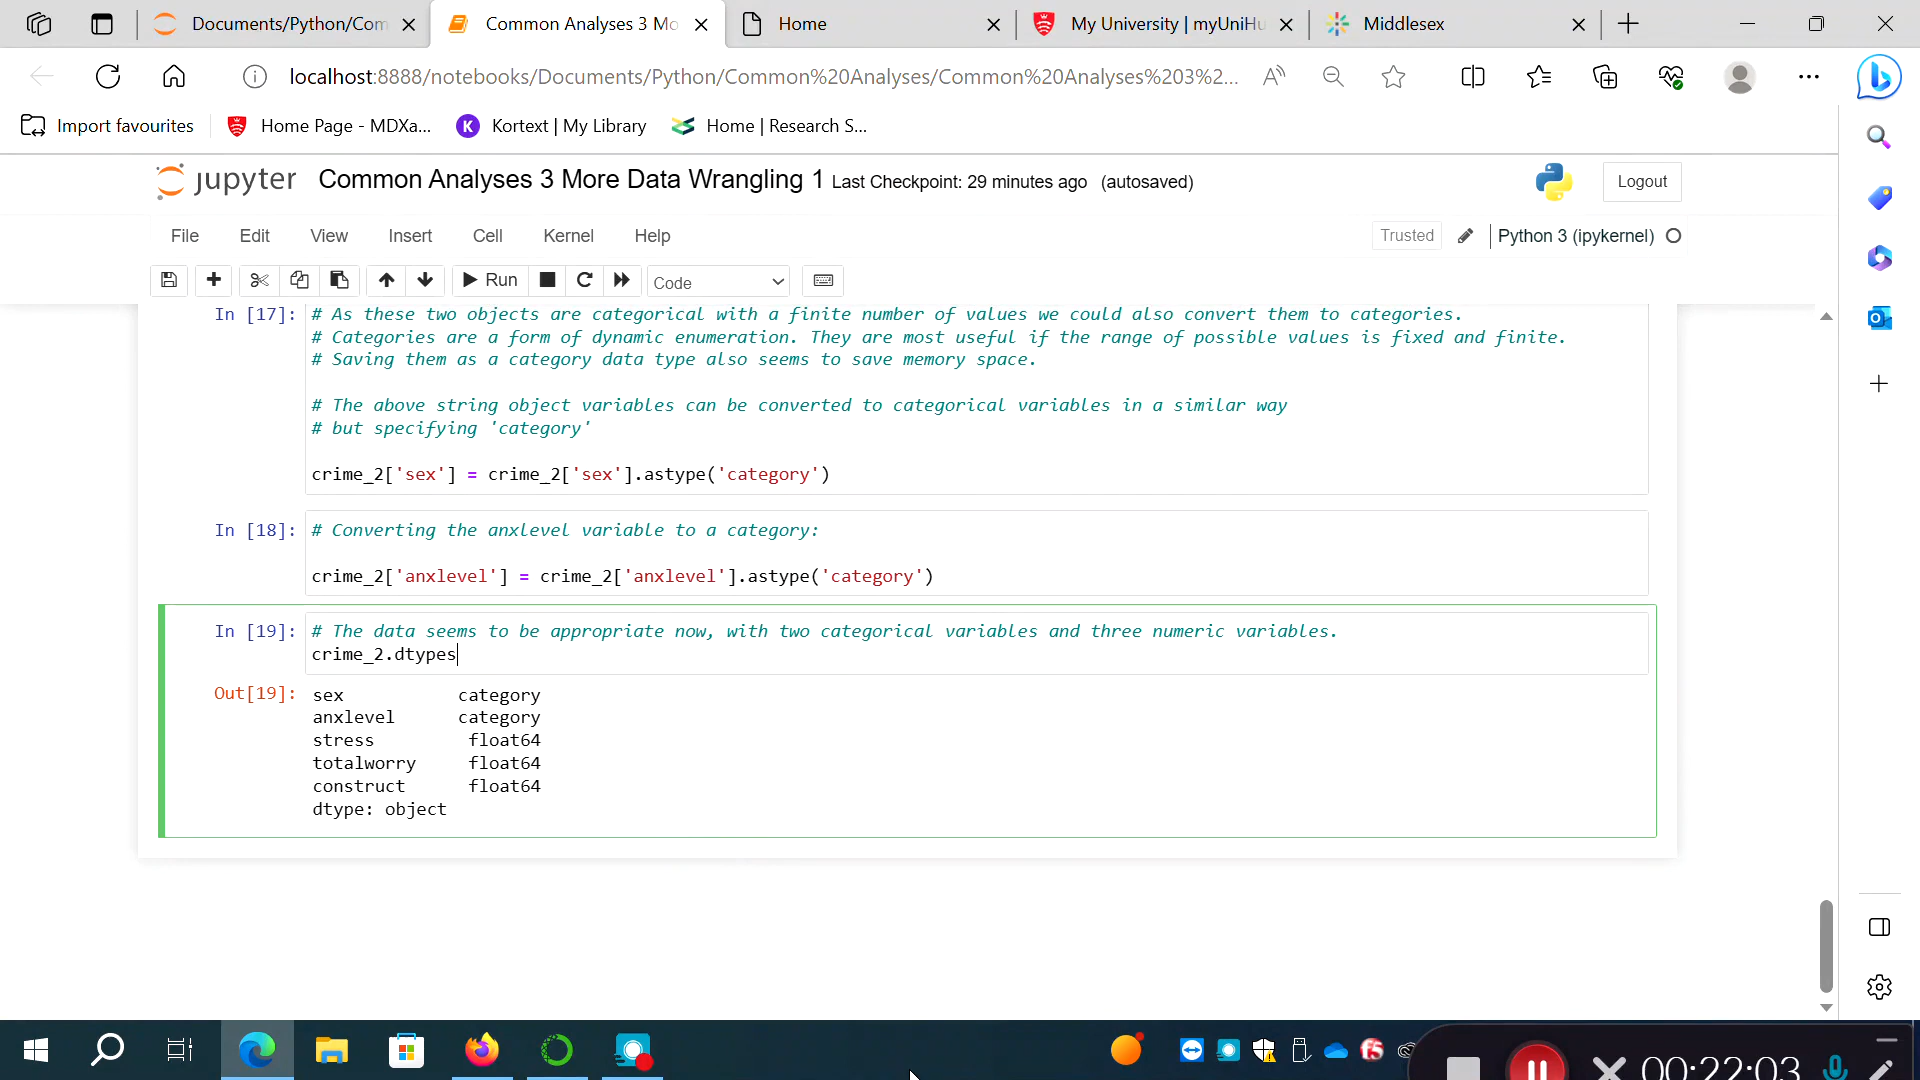 Documents/Python/Com
Common Analyses 3 Mo
Home
My University | myUniHu
Middlesex
localhost:8888/notebooks/Documents/Python/Common%20Analyses/Common%20Analyses%203%2...
Import favourites
Home Page - MDXa...
K
Kortext | My Library
Home | Research S...
jupyter
Common Analyses 3 More Data Wrangling 1
Last Checkpoint: 29 minutes ago (autosaved)
Logout
File
Edit
View
Insert
Cell
Kernel
Help
Trusted
Python 3 (ipykernel)
Run
Code
In [17]:
# As these two objects are categorical with a finite number of values we could also convert them to categories.
# Categories are a form of dynamic enumeration. They are most useful if the range of possible values is fixed and finite.
# Saving them as a category data type also seems to save memory space.
# The above string object variables can be converted to categorical variables in a similar way
# but specifying 'category'
crime_2['sex'] = crime_2['sex'].astype('category')
In [18]:
# Converting the anxlevel variable to a category:
crime_2['anxlevel'] = crime_2['anxlevel'].astype('category')
In [19]:
# The data seems to be appropriate now, with two categorical variables and three numeric variables.
crime_2.dtypes
Out[19]:
sex category
anxlevel category
stress float64
totalworry float64
construct float64
dtype: object
00:22:03